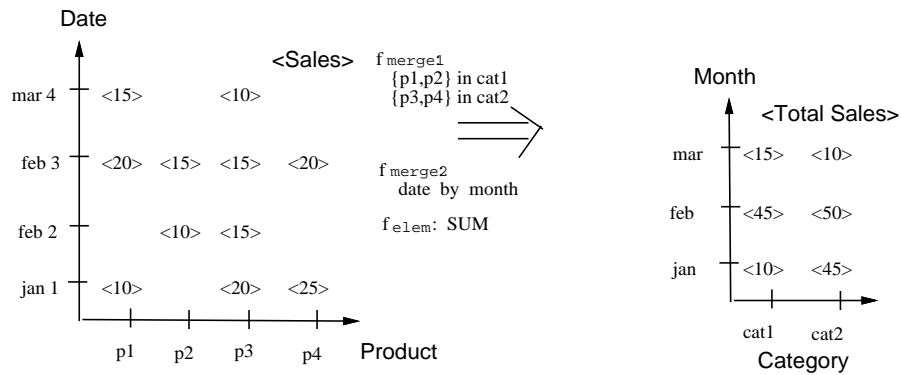 Date
<Sales>
mar 4 <15> <10>
feb 3 <20> <15> <15> <20>
feb 2 <10> <15>
jan 1 <10> <20> <25>
p1 p2 p3 p4 Product
f merge1
{p1,p2} in cat1
{p3,p4} in cat2
f merge2
date by month
f elem: SUM
Month
<Total Sales>
mar <15> <10>
feb <45> <50>
jan <10> <45>
cat1 cat2
Category